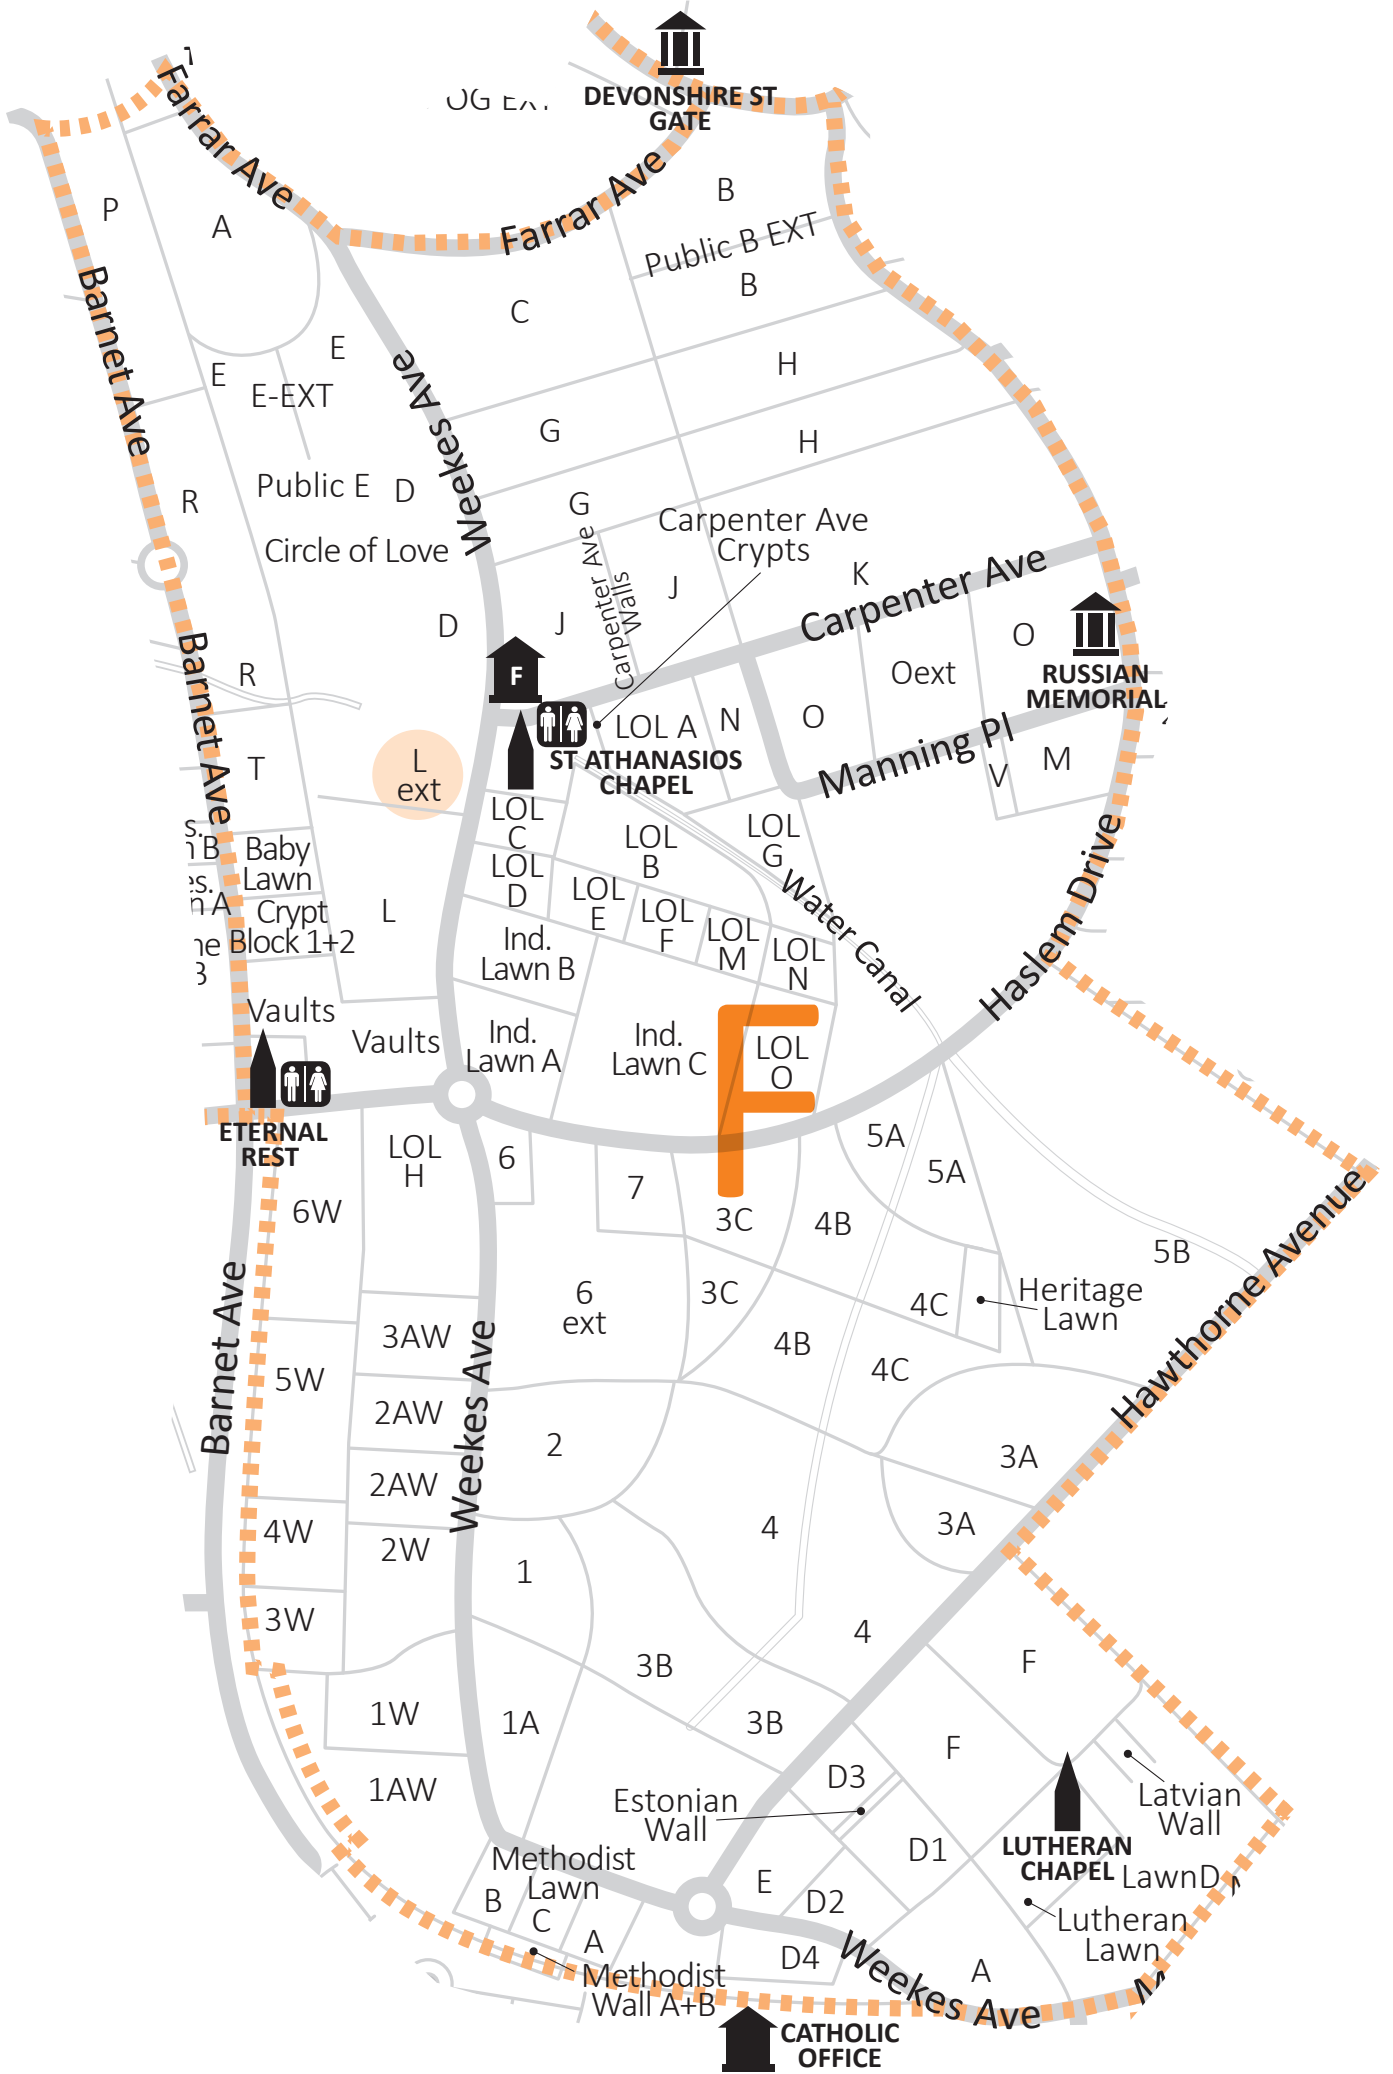 DEVONSHIRE ST
GATE
Farrar Ave
Farrar Ave
P
A
B
Public B EXT
B
Barnet Ave
C
E
E
E-EXT
Weekes Ave
H
G
H
R
Public E
D
G
Carpenter Ave
Crypts
Circle of Love
Carpenter Ave
Walls
J
K
Carpenter Ave
D
J
O
F
Oext
RUSSIAN
MEMORIAL
Barnet Ave
R
LOL A
N
O
Manning Pl
V
M
T
L
ext
ST ATHANASIOS
CHAPEL
LOL
C
LOL
B
LOL
G
Baby
Lawn
LOL
D
LOL
E
LOL
F
LOL
M
LOL
N
Water Canal
Haslem Drive
Crypt
Block 1+2
L
Ind.
Lawn B
Vaults
Vaults
Ind.
Lawn A
Ind.
Lawn C
F
LOL
O
ETERNAL
REST
LOL
H
6
7
5A
5A
6W
3C
4B
5B
Hawthorne Avenue
Barnet Ave
6
ext
3C
4C
Heritage
Lawn
3AW
4B
5W
Weekes Ave
4C
2AW
2
3A
2AW
4W
2W
4
3A
1
3W
4
3B
F
1W
1A
3B
F
1AW
D3
Estonian
Wall
Latvian
Wall
D1
LUTHERAN
CHAPEL
Methodist
Lawn
B
C
A
E
D2
LawnD
Lutheran
Lawn
D4
Weekes Ave
A
Methodist
Wall A+B
CATHOLIC
OFFICE